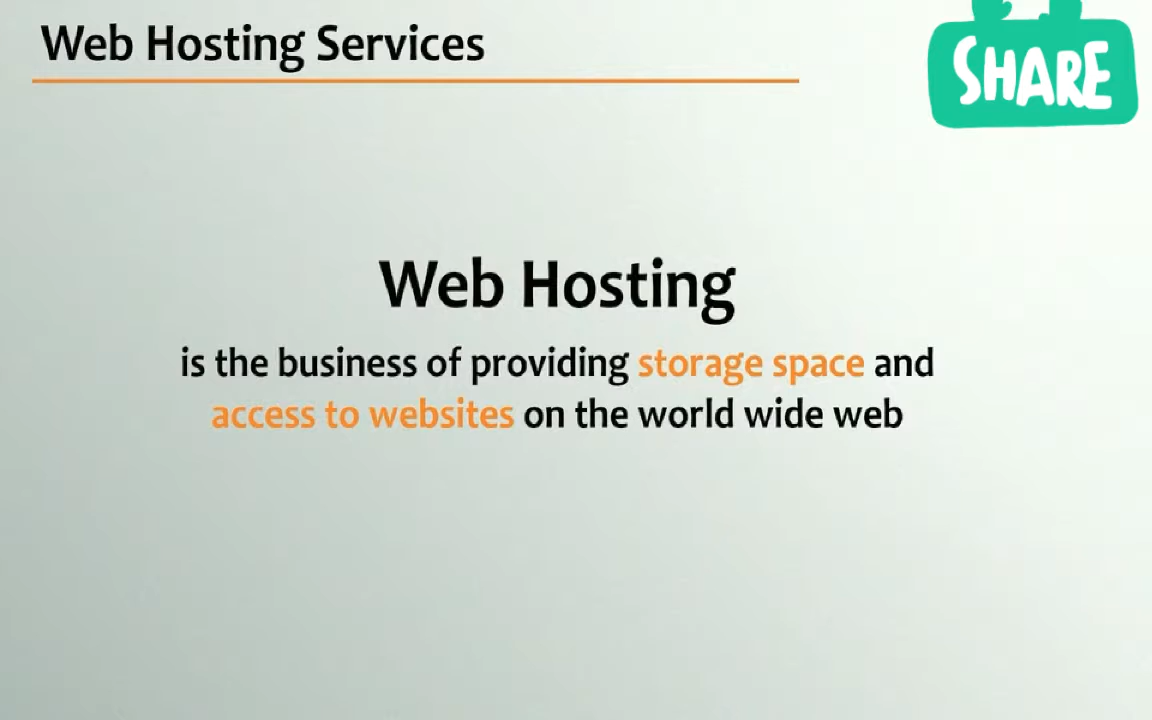 Web Hosting Services
SHARE
Web Hosting
is the business of providing storage space and
access to websites on the world wide web